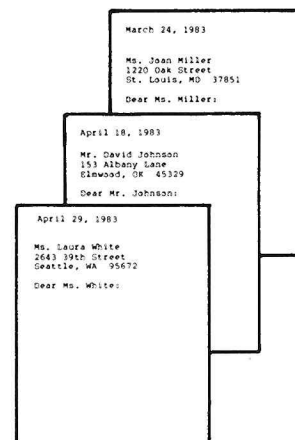 March 24, 1983
Ms. Joan Miller
1220 Oak Street
St. Louis, MO 37851
Dear Ms. Miller:
April 18, 1983
Mr. David Johnson
153 Albany Lane
Elmwood, OK 45329
Dear Mr. Johnson:
April 29, 1983
Ms. Laura White
2643 39th Street
Seattle, WA 95672
Dear Ms. White: